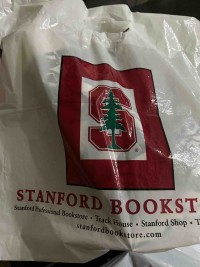 S
STANFORD BOOKST
Stanford Professional Bookstore • Track House • Stanford Shop • T
stanfordbookstore.com